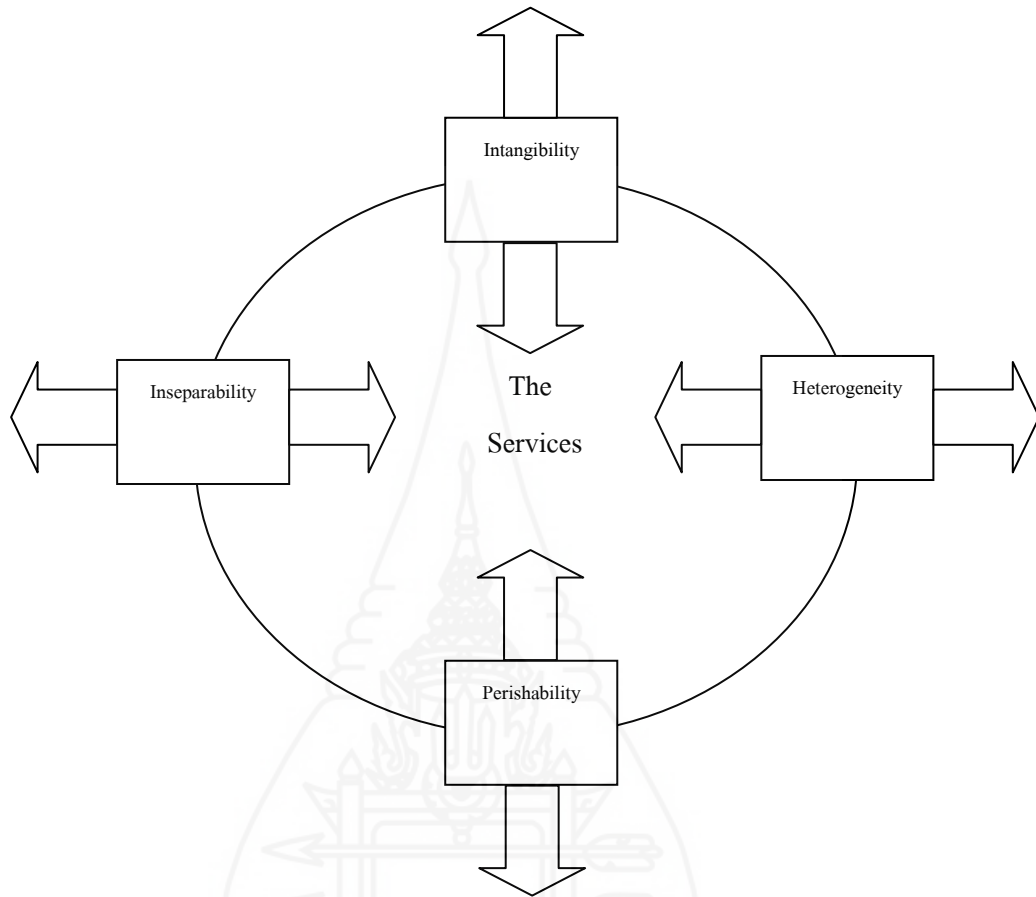 Intangibility
Inseparability
The
Services
Heterogeneity
Perishability